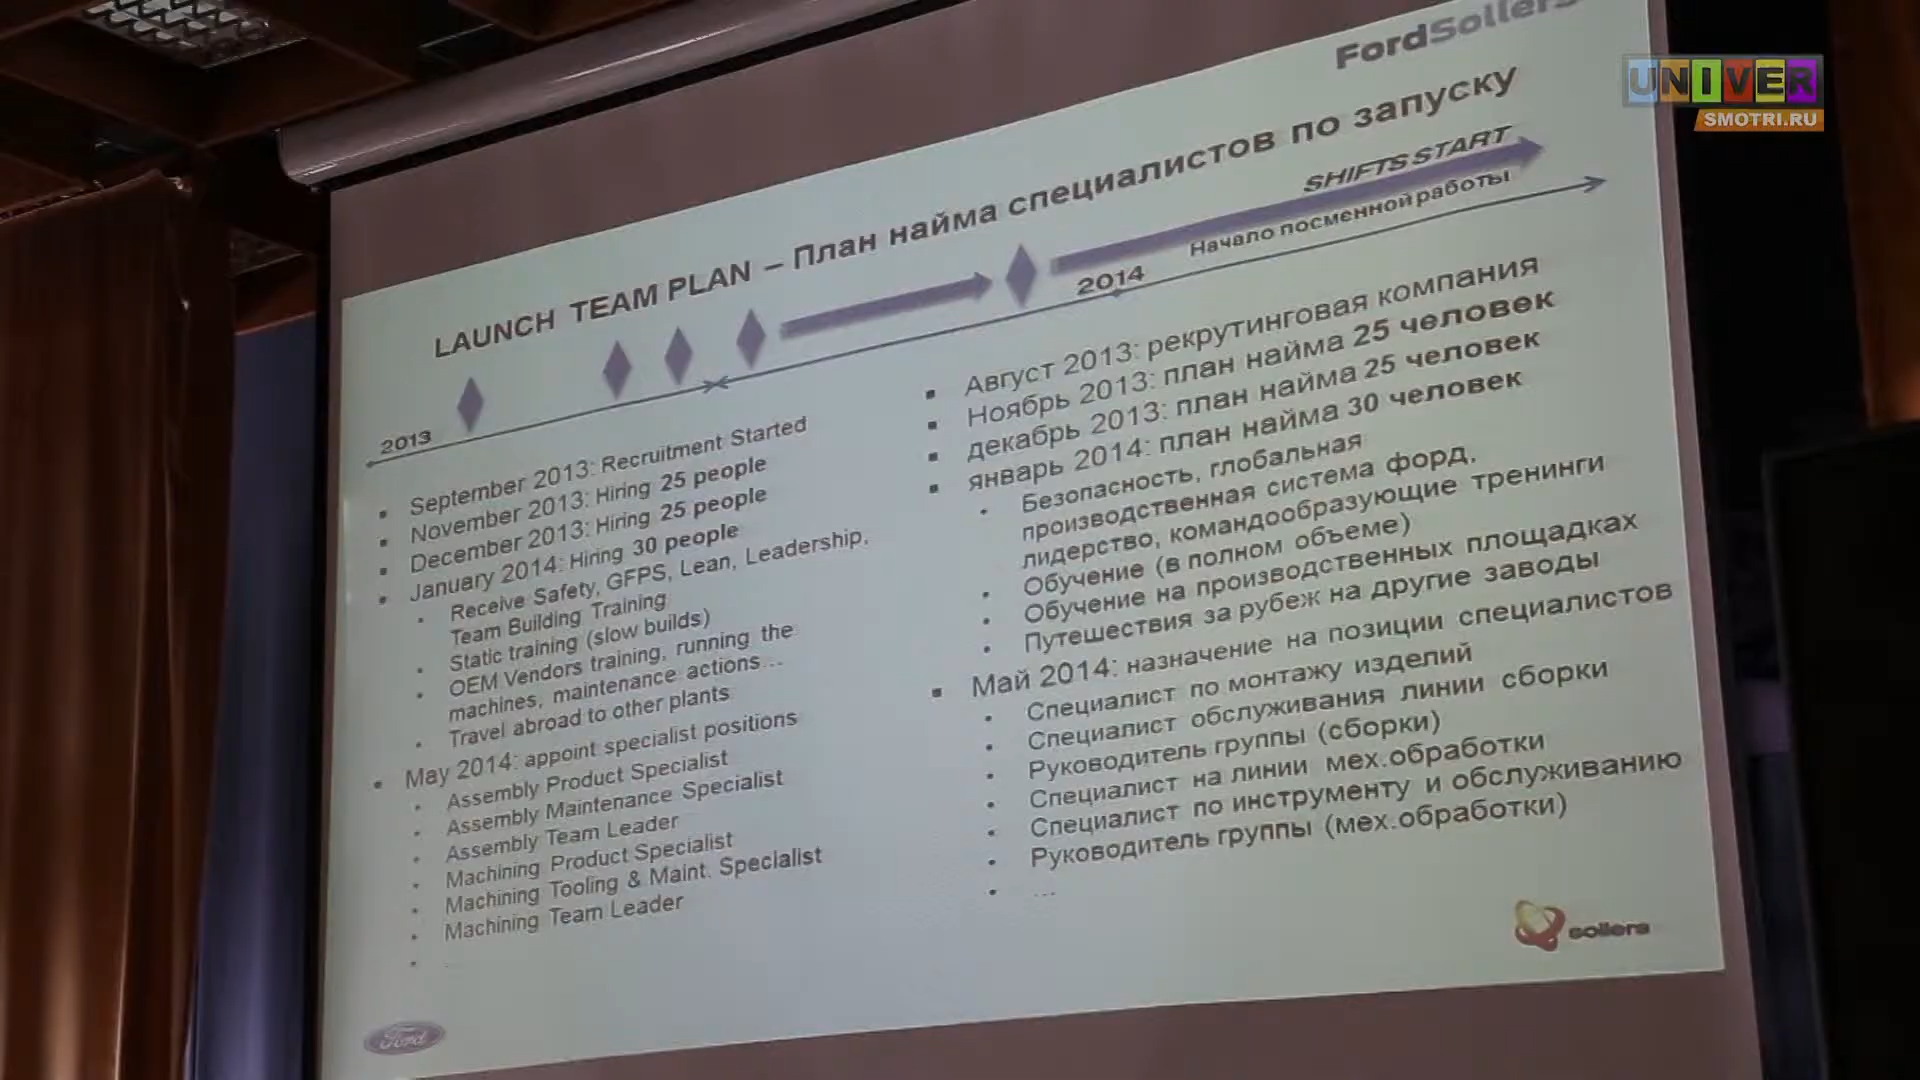 FordSollers
UNIVER
SMOTRI.RU
LAUNCH TEAM PLAN – План найма специалистов по запуску
SHIFTS START
Начало посменной работы
2013
2014
September 2013: Recruitment Started
November 2013: Hiring 25 people
December 2013: Hiring 25 people
January 2014: Hiring 30 people
Receive Safety, GFPS, Lean, Leadership,
Team Building Training
Static training (slow builds)
OEM Vendors training, running the
machines, maintenance actions…
Travel abroad to other plants
May 2014: appoint specialist positions
Assembly Product Specialist
Assembly Maintenance Specialist
Assembly Team Leader
Machining Product Specialist
Machining Tooling & Maint. Specialist
Machining Team Leader
Август 2013: рекрутинговая компания
Ноябрь 2013: план найма 25 человек
декабрь 2013: план найма 25 человек
январь 2014: план найма 30 человек
Безопасность, глобальная
производственная система форд,
лидерство, командообразующие тренинги
Обучение (в полном объеме)
Обучение на производственных площадках
Путешествия за рубеж на другие заводы
Май 2014: назначение на позиции специалистов
Специалист по монтажу изделий
Специалист обслуживания линии сборки
Руководитель группы (сборки)
Специалист на линии мех.обработки
Специалист по инструменту и обслуживанию
Руководитель группы (мех.обработки)
…
sollers
Ford